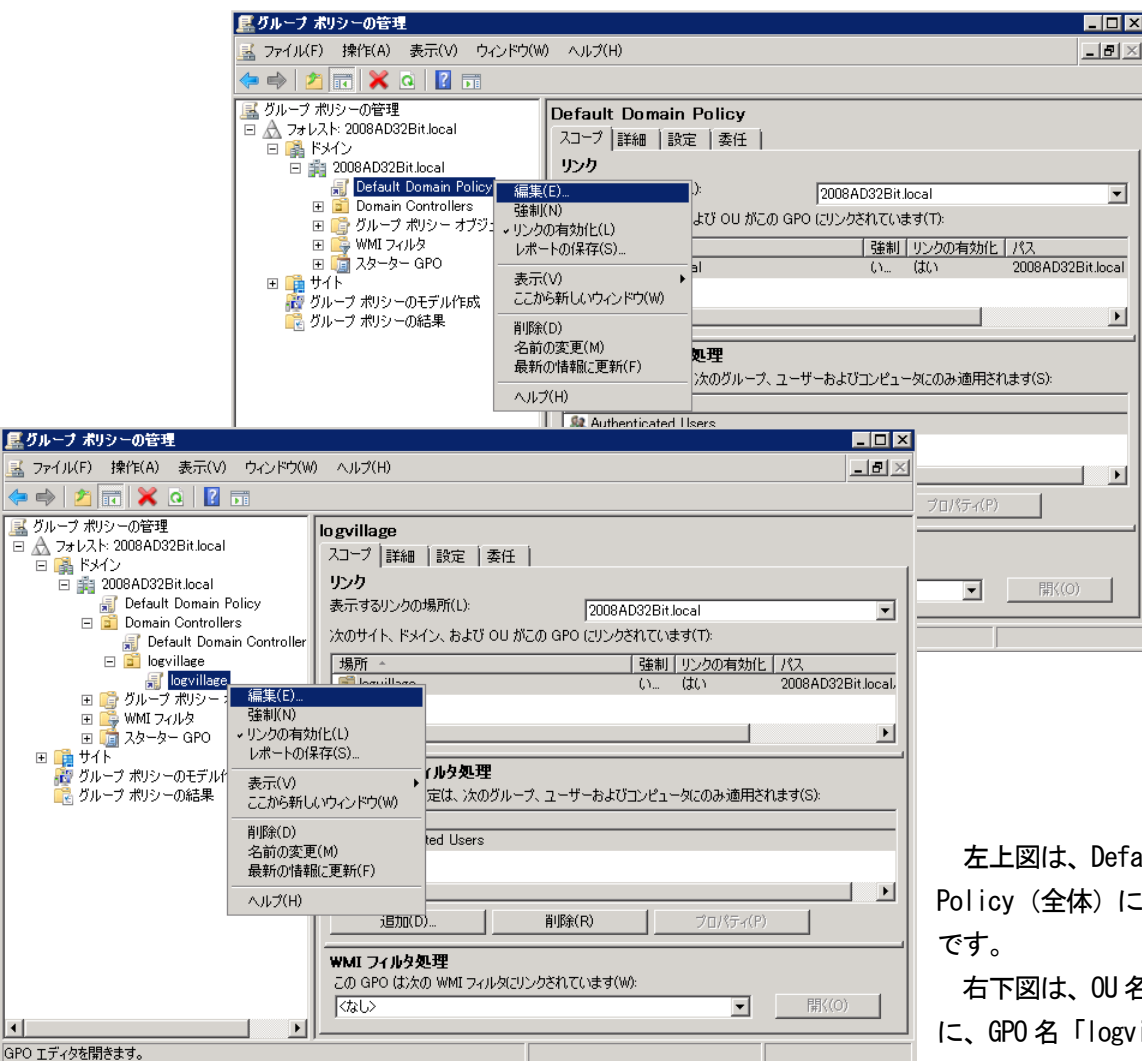 グループ ポリシーの管理
ファイル(F) 操作(A) 表示(V) ウィンドウ(W) ヘルプ(H)
グループ ポリシーの管理
フォレスト: 2008AD32Bit.local
ドメイン
2008AD32Bit.local
Default Domain Policy
Domain Controllers
グループ ポリシー オブジェ
WMI フィルタ
スターター GPO
サイト
グループ ポリシーのモデル作成
グループ ポリシーの結果
編集(E)...
強制(N)
リンクの有効化(L)
レポートの保存(S)...
表示(V)
ここから新しいウィンドウ(W)
削除(D)
名前の変更(M)
最新の情報に更新(F)
ヘルプ(H)
Default Domain Policy
スコープ 詳細 設定 委任
リンク
): 2008AD32Bit.local
よび OU がこの GPO にリンクされています(T):
強制 リンクの有効化 パス
al い... はい 2008AD32Bit.local
処理
次のグループ、ユーザーおよびコンピュータにのみ適用されます(S):
Authenticated Users
プロパティ(P)
開く(O)
グループ ポリシーの管理
ファイル(F) 操作(A) 表示(V) ウィンドウ(W) ヘルプ(H)
グループ ポリシーの管理
フォレスト: 2008AD32Bit.local
ドメイン
2008AD32Bit.local
Default Domain Policy
Domain Controllers
Default Domain Controller
logvillage
logvillage
グループ ポリシー
WMI フィルタ
スターター GPO
サイト
グループ ポリシーのモデル
グループ ポリシーの結果
編集(E)...
強制(N)
リンクの有効化(L)
レポートの保存(S)...
表示(V)
ここから新しいウィンドウ(W)
削除(D)
名前の変更(M)
最新の情報に更新(F)
ヘルプ(H)
logvillage
スコープ 詳細 設定 委任
リンク
表示するリンクの場所(L): 2008AD32Bit.local
次のサイト、ドメイン、および OU がこの GPO にリンクされています(T):
場所 強制 リンクの有効化 パス
logvillage い... はい 2008AD32Bit.local
ィルタ処理
定は、次のグループ、ユーザーおよびコンピュータにのみ適用されます(S):
ted Users
追加(D)... 削除(R) プロパティ(P)
WMI フィルタ処理
この GPO は次の WMI フィルタにリンクされています(W):
<なし> 開く(O)
GPO エディタを開きます。
左上図は、Defa
Policy(全体)に
です。
右下図は、OU 名
に、GPO 名「logvi